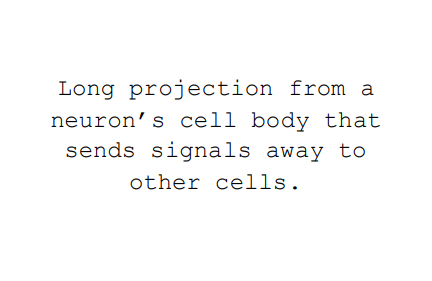 Long projection from a
neuron’s cell body that
sends signals away to
other cells.